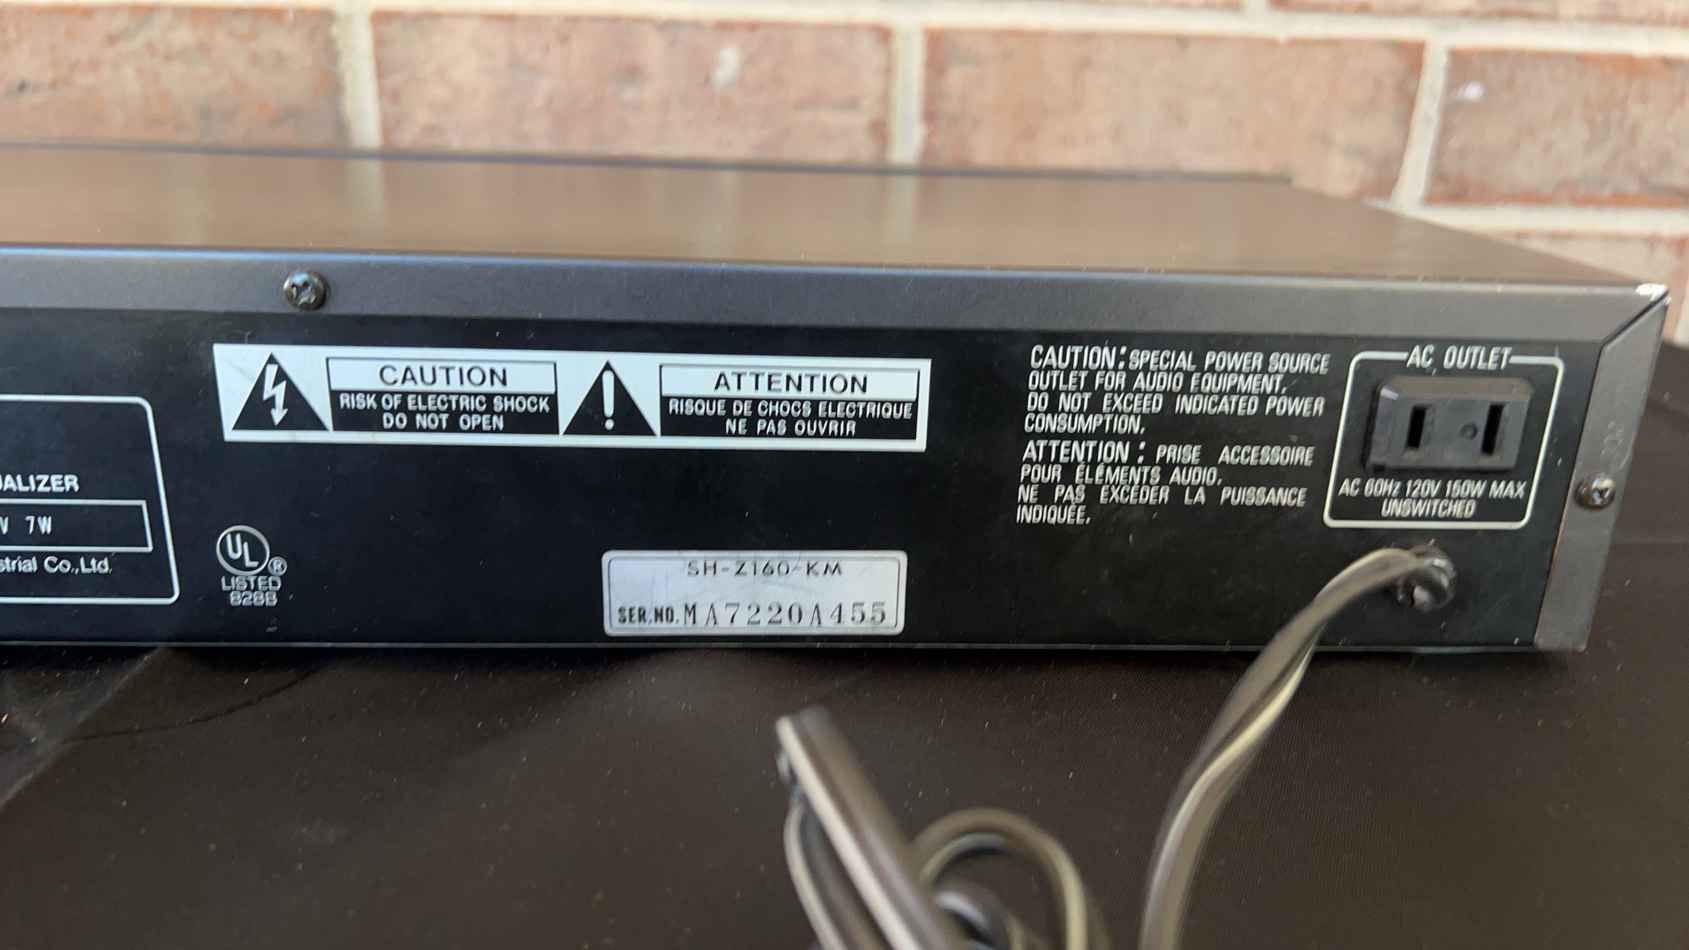 CAUTION
RISK OF ELECTRIC SHOCK
DO NOT OPEN
ATTENTION
RISQUE DE CHOCS ELECTRIQUE
NE PAS OUVRIR
CAUTION: SPECIAL POWER SOURCE
OUTLET FOR AUDIO EQUIPMENT.
DO NOT EXCEED INDICATED POWER
CONSUMPTION.
ATTENTION : PRISE ACCESSOIRE
POUR ÉLÉMENTS AUDIO.
NE PAS EXCÉDER LA PUISSANCE
INDIQUÉE.
AC OUTLET
AC 60Hz 120V 150W MAX
UNSWITCHED
7W
Co.,Ltd.
UL ®
LISTED
828B
SH-Z160-KM
SER.NO. MA7220A455